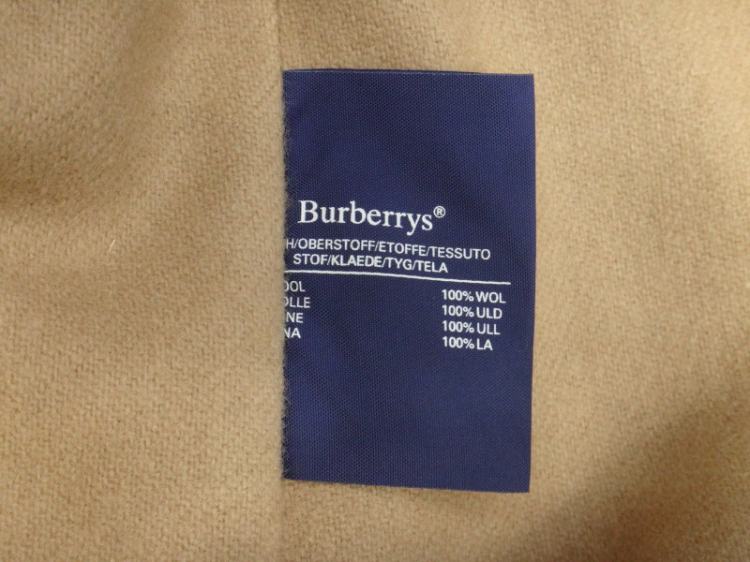 Burberrys®
H/OBERSTOFF/ETOFFE/TESSUTO
STOF/KLAEDE/TYG/TELA
OOL 100% WOL
OLLE 100% ULD
NE 100% ULL
NA 100% LA